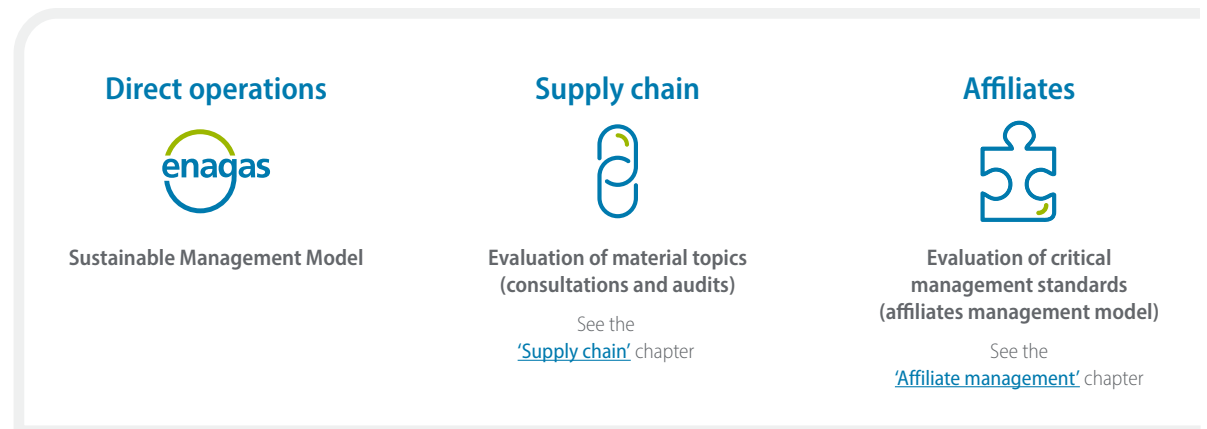 Direct operations
enagas
Sustainable Management Model
Supply chain
Evaluation of material topics
(consultations and audits)
See the
‘Supply chain’ chapter
Affiliates
Evaluation of critical
management standards
(affiliates management model)
See the
‘Affiliate management’ chapter